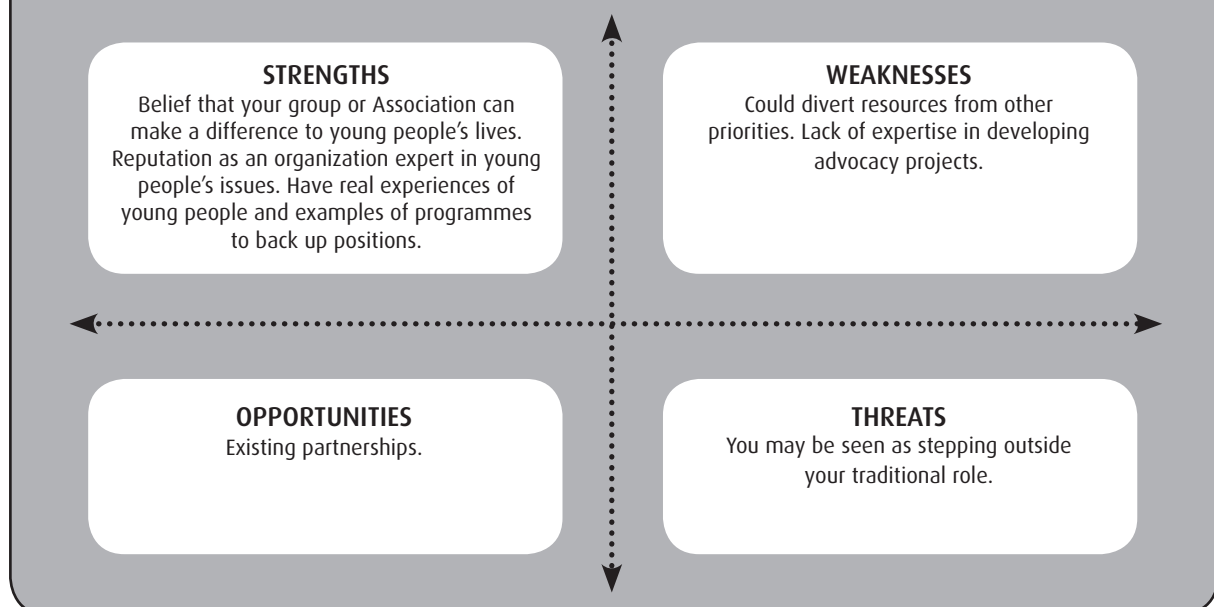 STRENGTHS
Belief that your group or Association can
make a difference to young people’s lives.
Reputation as an organization expert in young
people’s issues. Have real experiences of
young people and examples of programmes
to back up positions.
WEAKNESSES
Could divert resources from other
priorities. Lack of expertise in developing
advocacy projects.
OPPORTUNITIES
Existing partnerships.
THREATS
You may be seen as stepping outside
your traditional role.